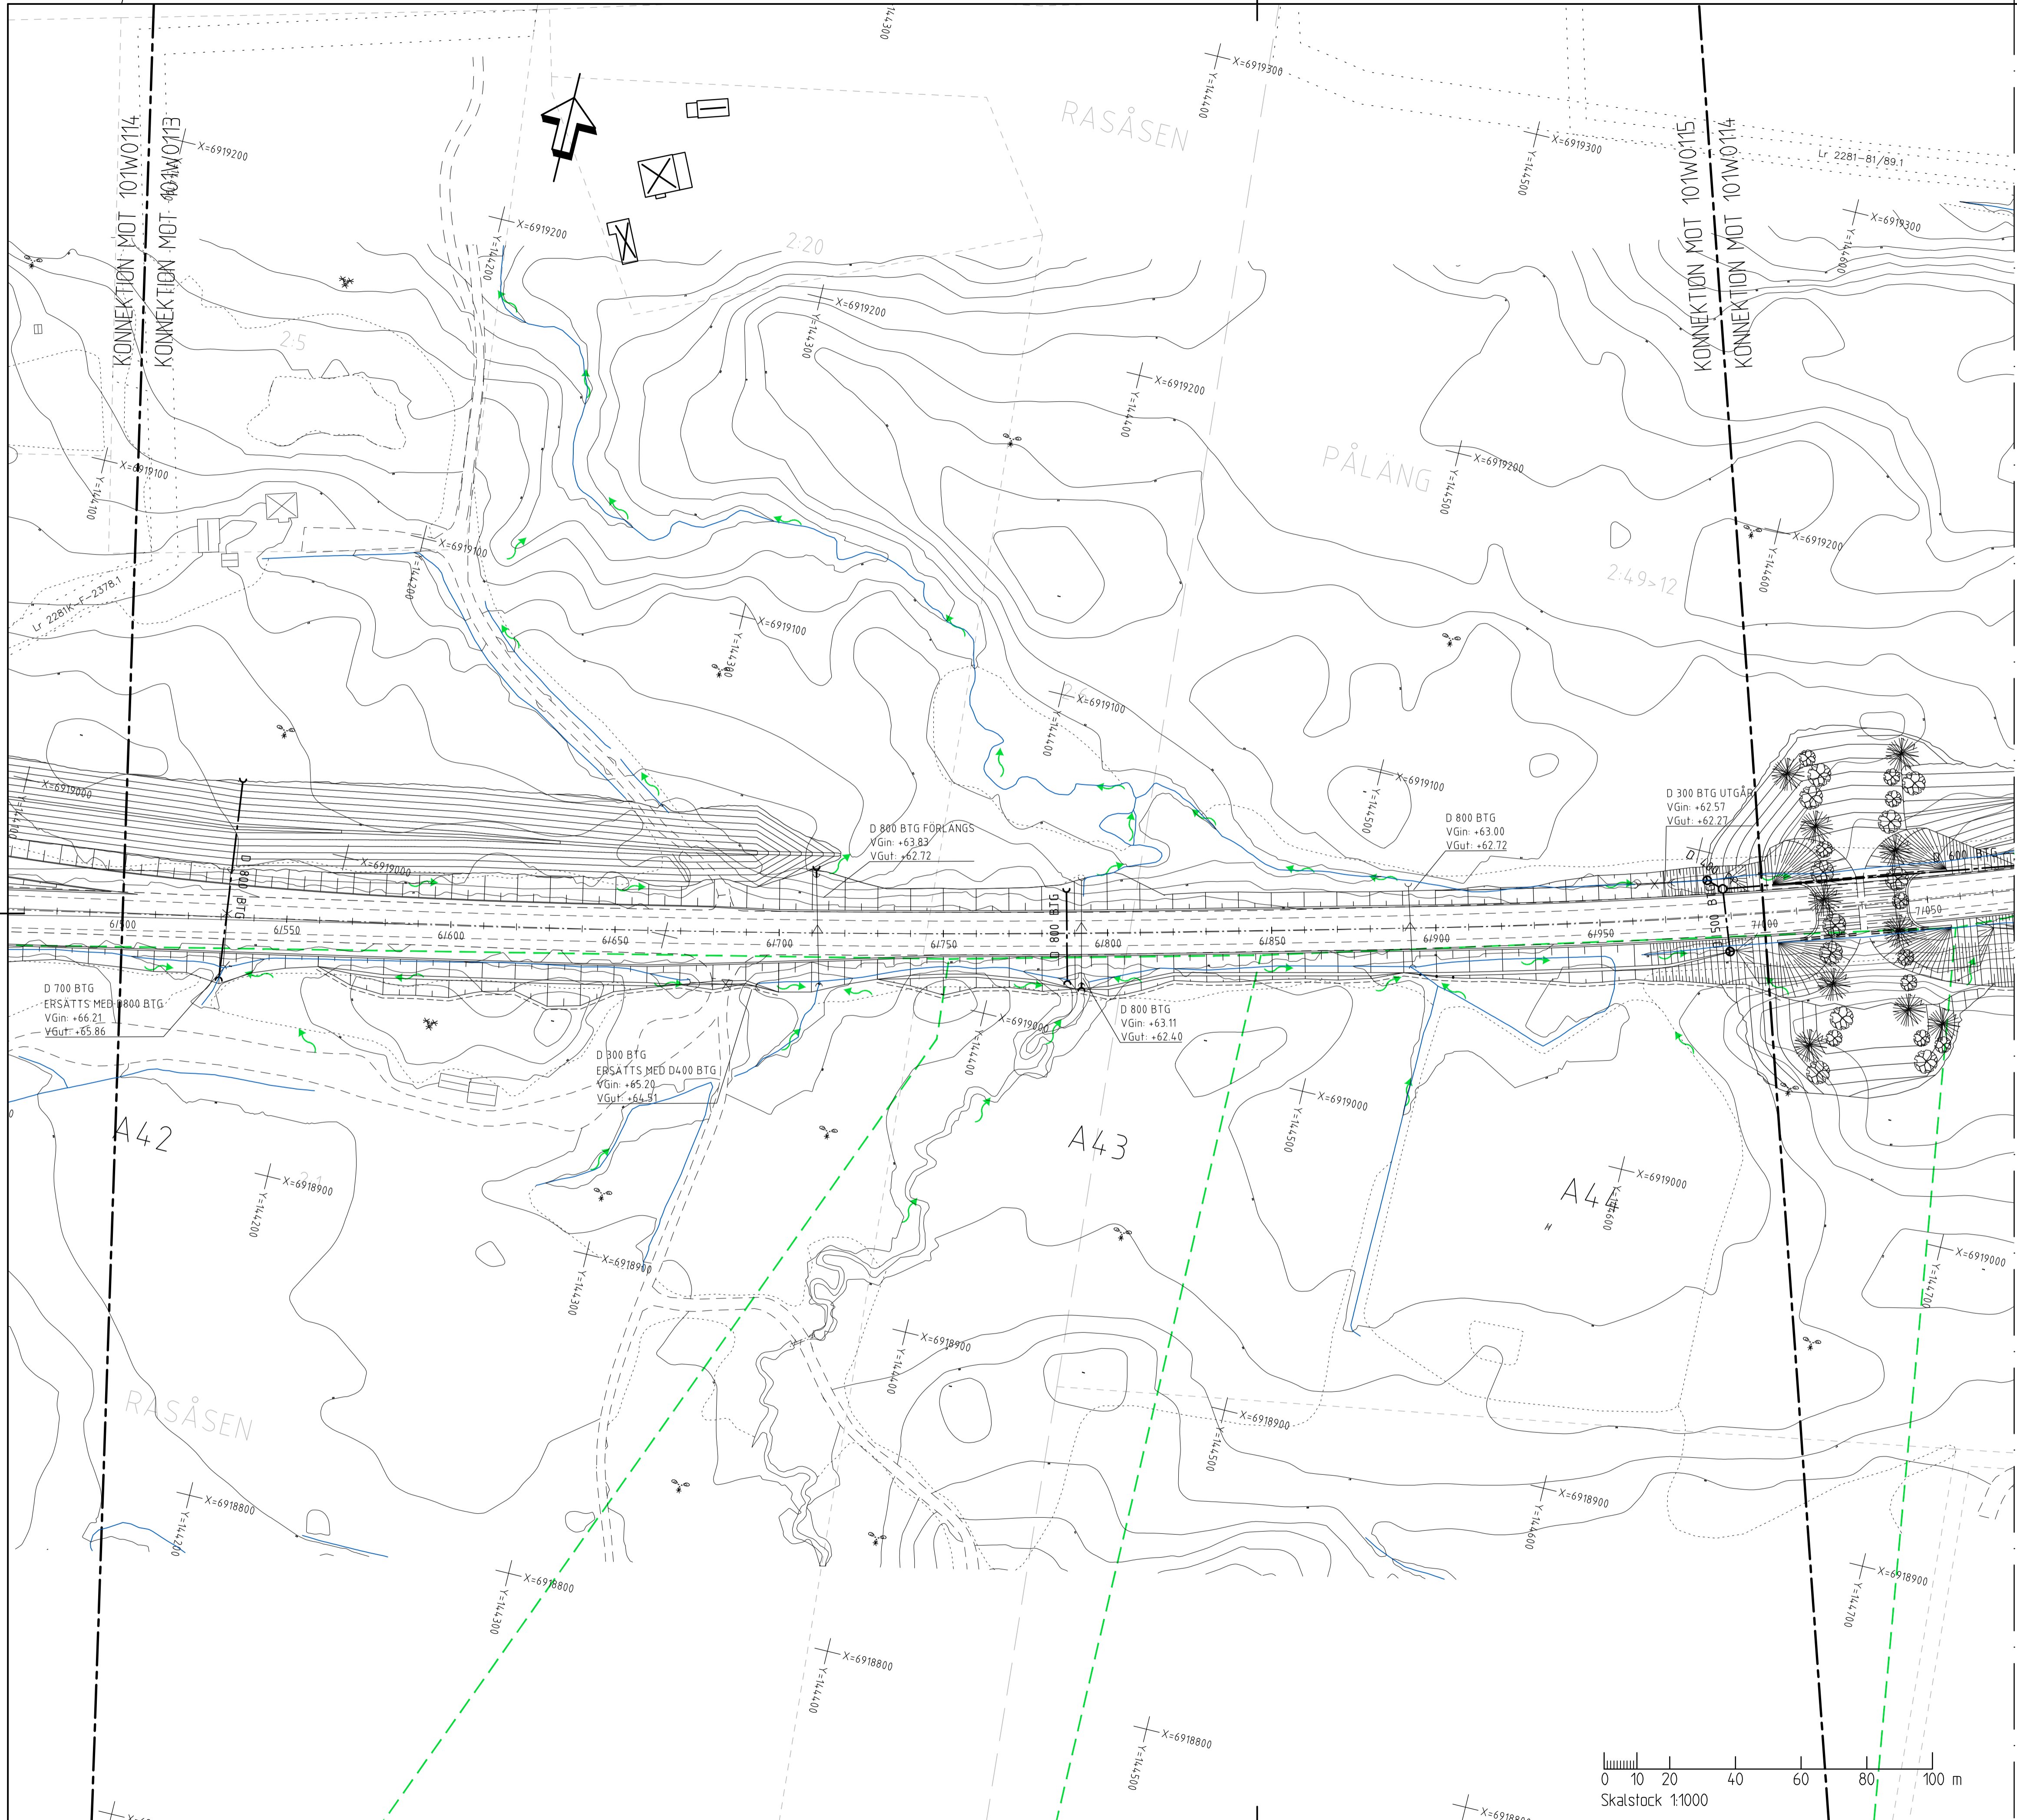 Y=144300
X=6919300
Y=144400
RASÅSEN
X=6919300
Y=144500
Lr 2281-81/89.1
KONNEKTION MOT 101W0114
KONNEKTION MOT 101W0113
X=6919200
KONNEKTION MOT 101W0115
KONNEKTION MOT 101W0114
X=6919300
Y=144600
X=6919200
Y=144200
2:20
X=6919200
Y=144300
2:5
X=6919200
Y=144400
PÅLÄNG
X=6919200
Y=144500
X=6919100
Y=144100
X=6919100
Y=144200
X=6919200
Y=144600
2:49>12
Lr 2281K-F-2378.1
X=6919100
Y=144300
X=6919100
Y=144400
X=6919100
Y=144500
X=6919000
Y=144100
D 800 BTG
X=6919000
D 800 BTG FÖRLÄNGS
VGin: +63.83
VGut: +62.72
D 800 BTG
VGin: +63.00
VGut: +62.72
D 300 BTG UTGÅR
VGin: +62.57
VGut: +62.27
D 800 BTG
6/500
6/550
6/600
6/650
6/700
6/750
6/800
6/850
6/900
6/950
7/000
7/050
D 700 BTG
ERSÄTTS MED D800 BTG
VGin: +66.21
VGut: +65.86
D 300 BTG
ERSÄTTS MED D400 BTG
VGin: +65.20
VGut: +64.51
X=6919000
Y=144400
D 800 BTG
VGin: +63.11
VGut: +62.40
X=6919000
Y=144500
A42
A43
A44
X=6919000
Y=144600
X=6918900
Y=144200
X=6918900
Y=144300
X=6919000
Y=144700
X=6918900
Y=144400
RASÅSEN
X=6918900
Y=144500
X=6918900
Y=144600
X=6918800
Y=144200
X=6918800
Y=144300
X=6918900
Y=144700
X=6918800
Y=144400
X=6918800
Y=144500
0 10 20 40 60 80 100 m
Skalstock 1:1000